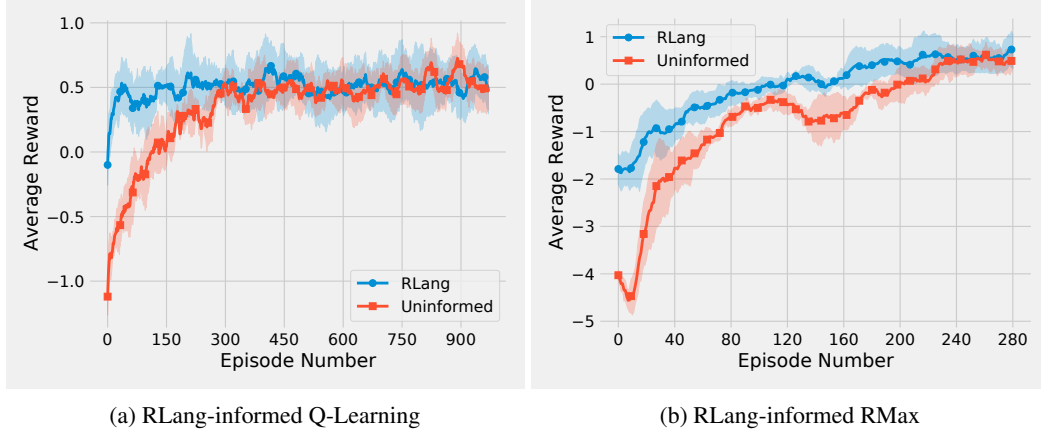 1.0
0.5
0.0
−0.5
−1.0
Average Reward
RLang
Uninformed
0 150 300 450 600 750 900
Episode Number
(a) RLang-informed Q-Learning
RLang
Uninformed
1
0
−1
−2
−3
−4
−5
Average Reward
0 40 80 120 160 200 240 280
Episode Number
(b) RLang-informed RMax